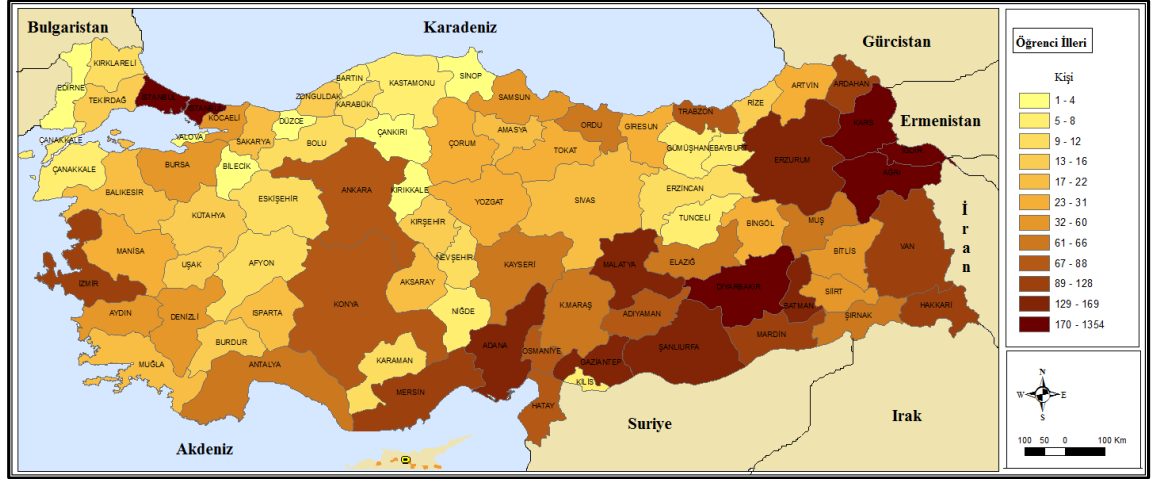 Bulgaristan
Karadeniz
Gürcistan
Ermenistan
İran
Irak
Suriye
Akdeniz
KIRKLARELİ
EDİRNE
TEKİRDAĞ
İSTANBUL
KOCAELİ
YALOVA
SAKARYA
DÜZCE
ZONGULDAK
BARTIN
KARABÜK
KASTAMONU
SİNOP
SAMSUN
ORDU
GİRESUN
TRABZON
RİZE
ARTVİN
ARDAHAN
KARS
ÇANAKKALE
ÇANAKKALE
BALIKESİR
BURSA
BİLECİK
BOLU
ÇANKIRI
ÇORUM
AMASYA
TOKAT
GÜMÜŞHANE
BAYBURT
ERZURUM
AĞRI
ANKARA
KIRIKKALE
ESKİŞEHİR
KÜTAHYA
YOZGAT
SİVAS
ERZİNCAN
TUNCELİ
BİNGÖL
MUŞ
BİTLİS
VAN
KIRŞEHİR
NEVŞEHİR
KAYSERİ
MALATYA
ELAZIĞ
DİYARBAKIR
BATMAN
SİİRT
ŞIRNAK
HAKKARİ
MANİSA
İZMİR
UŞAK
AFYON
AKSARAY
KONYA
NİĞDE
K.MARAŞ
ADIYAMAN
ŞANLIURFA
MARDİN
AYDIN
DENİZLİ
ISPARTA
BURDUR
MUĞLA
ANTALYA
KARAMAN
MERSİN
ADANA
OSMANİYE
GAZİANTEP
KİLİS
HATAY
Öğrenci İlleri
Kişi
1 - 4
5 - 8
9 - 12
13 - 16
17 - 22
23 - 31
32 - 60
61 - 66
67 - 88
89 - 128
129 - 169
170 - 1354
N
W E
S
100 50 0 100 Km